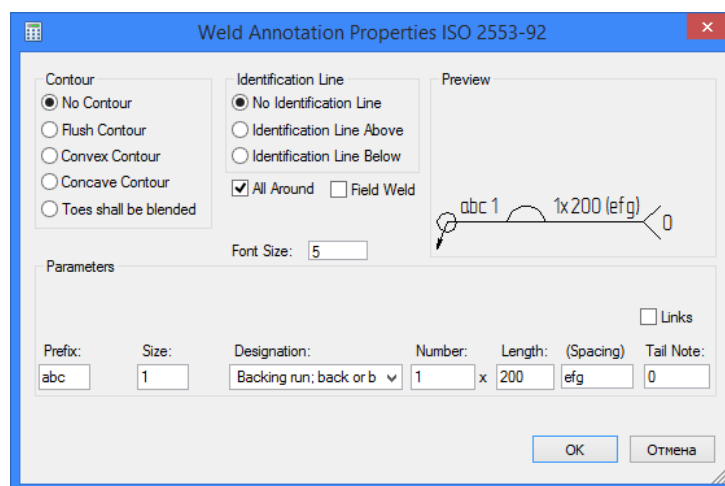 Weld Annotation Properties ISO 2553-92
Contour
No Contour
Flush Contour
Convex Contour
Concave Contour
Toes shall be blended
Identification Line
No Identification Line
Identification Line Above
Identification Line Below
All Around Field Weld
Font Size: 5
Preview
abc 1 1x200 (efg) 0
Parameters
Links
Prefix: Size: Designation: Number: Length: (Spacing) Tail Note:
abc 1 Backing run; back or b 1 x 200 efg 0
OK Отмена